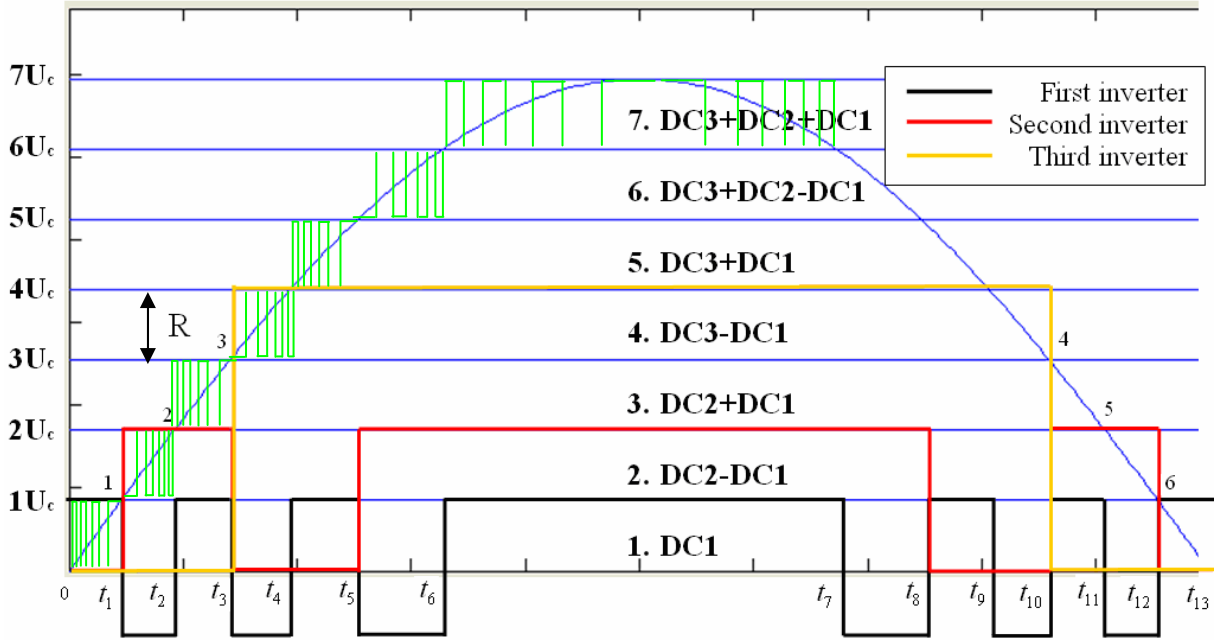 7Uc
6Uc
5Uc
4Uc
3Uc
2Uc
1Uc
First inverter
Second inverter
Third inverter
7. DC3+DC2+DC1
6. DC3+DC2-DC1
5. DC3+DC1
4. DC3-DC1
3. DC2+DC1
2. DC2-DC1
1. DC1
R
1
2
3
4
5
6
0 t1 t2 t3 t4 t5 t6 t7 t8 t9 t10 t11 t12 t13